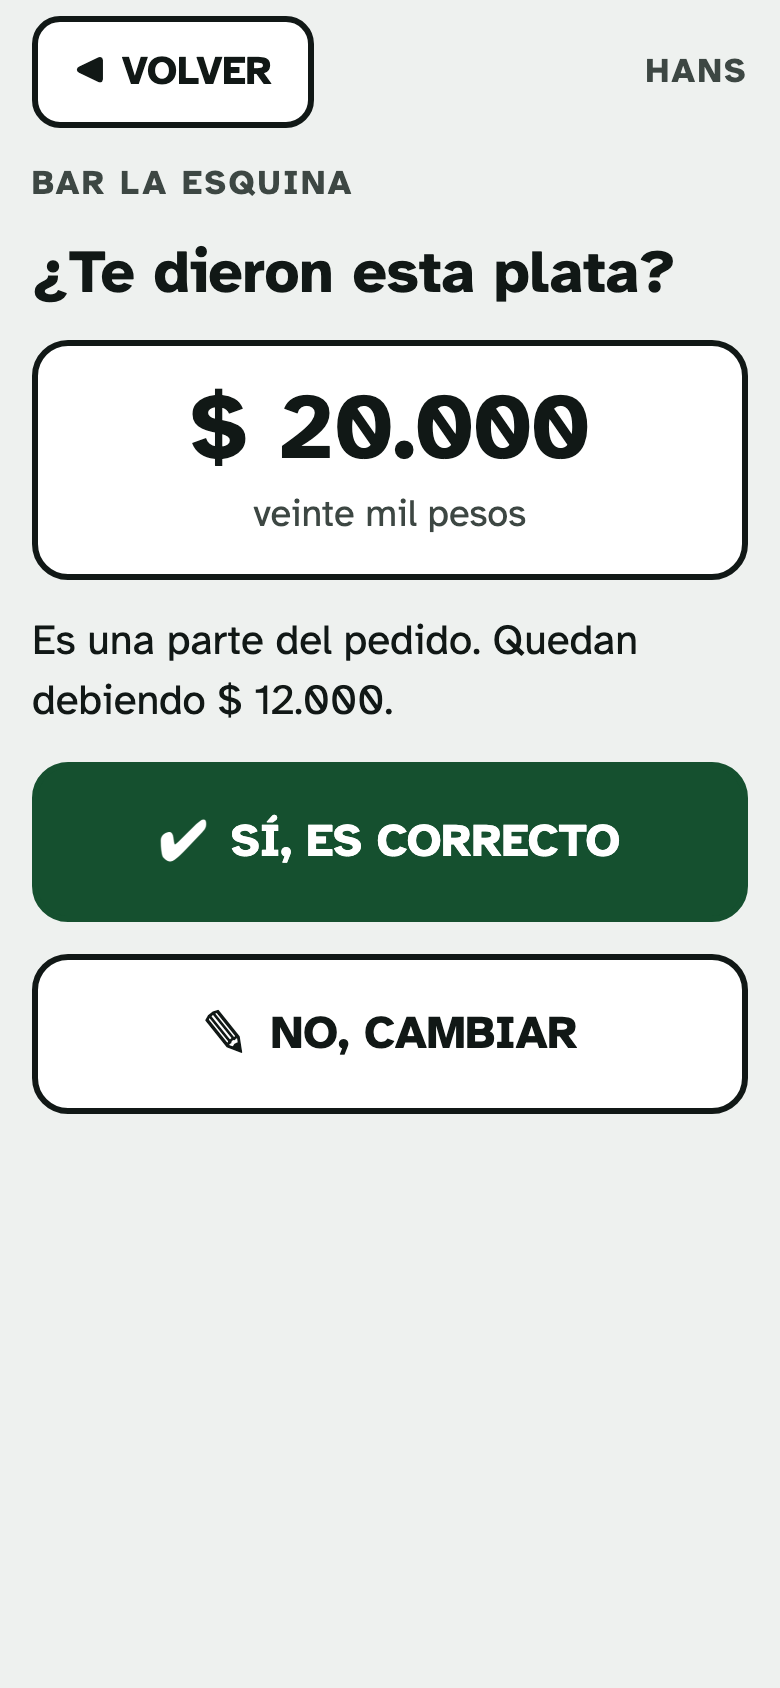 ◀ VOLVER
HANS
BAR LA ESQUINA
¿Te dieron esta plata?
$ 20.000
veinte mil pesos
Es una parte del pedido. Quedan
debiendo $ 12.000.
✔ SÍ, ES CORRECTO
✎ NO, CAMBIAR